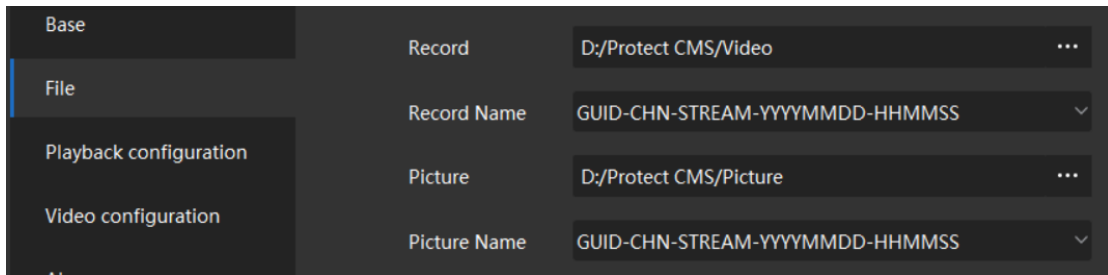 Base
File
Playback configuration
Video configuration
Record D:/Protect CMS/Video ...
Record Name GUID-CHN-STREAM-YYYYMMDD-HHMMSS
Picture D:/Protect CMS/Picture ...
Picture Name GUID-CHN-STREAM-YYYYMMDD-HHMMSS